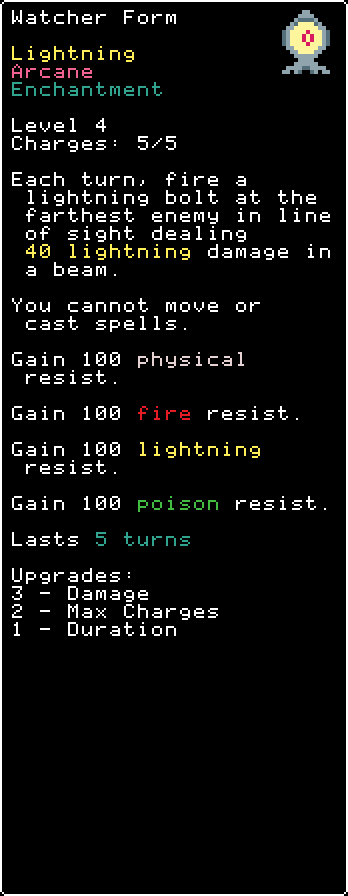 Watcher Form
Lightning
Arcane
Enchantment
Level 4
Charges: 5/5
Each turn, fire a
lightning bolt at the
farthest enemy in line
of sight dealing
40 lightning damage in
a beam.
You cannot move or
cast spells.
Gain 100 physical
resist.
Gain 100 fire resist.
Gain 100 lightning
resist.
Gain 100 poison resist.
Lasts 5 turns
Upgrades:
3 - Damage
2 - Max Charges
1 - Duration